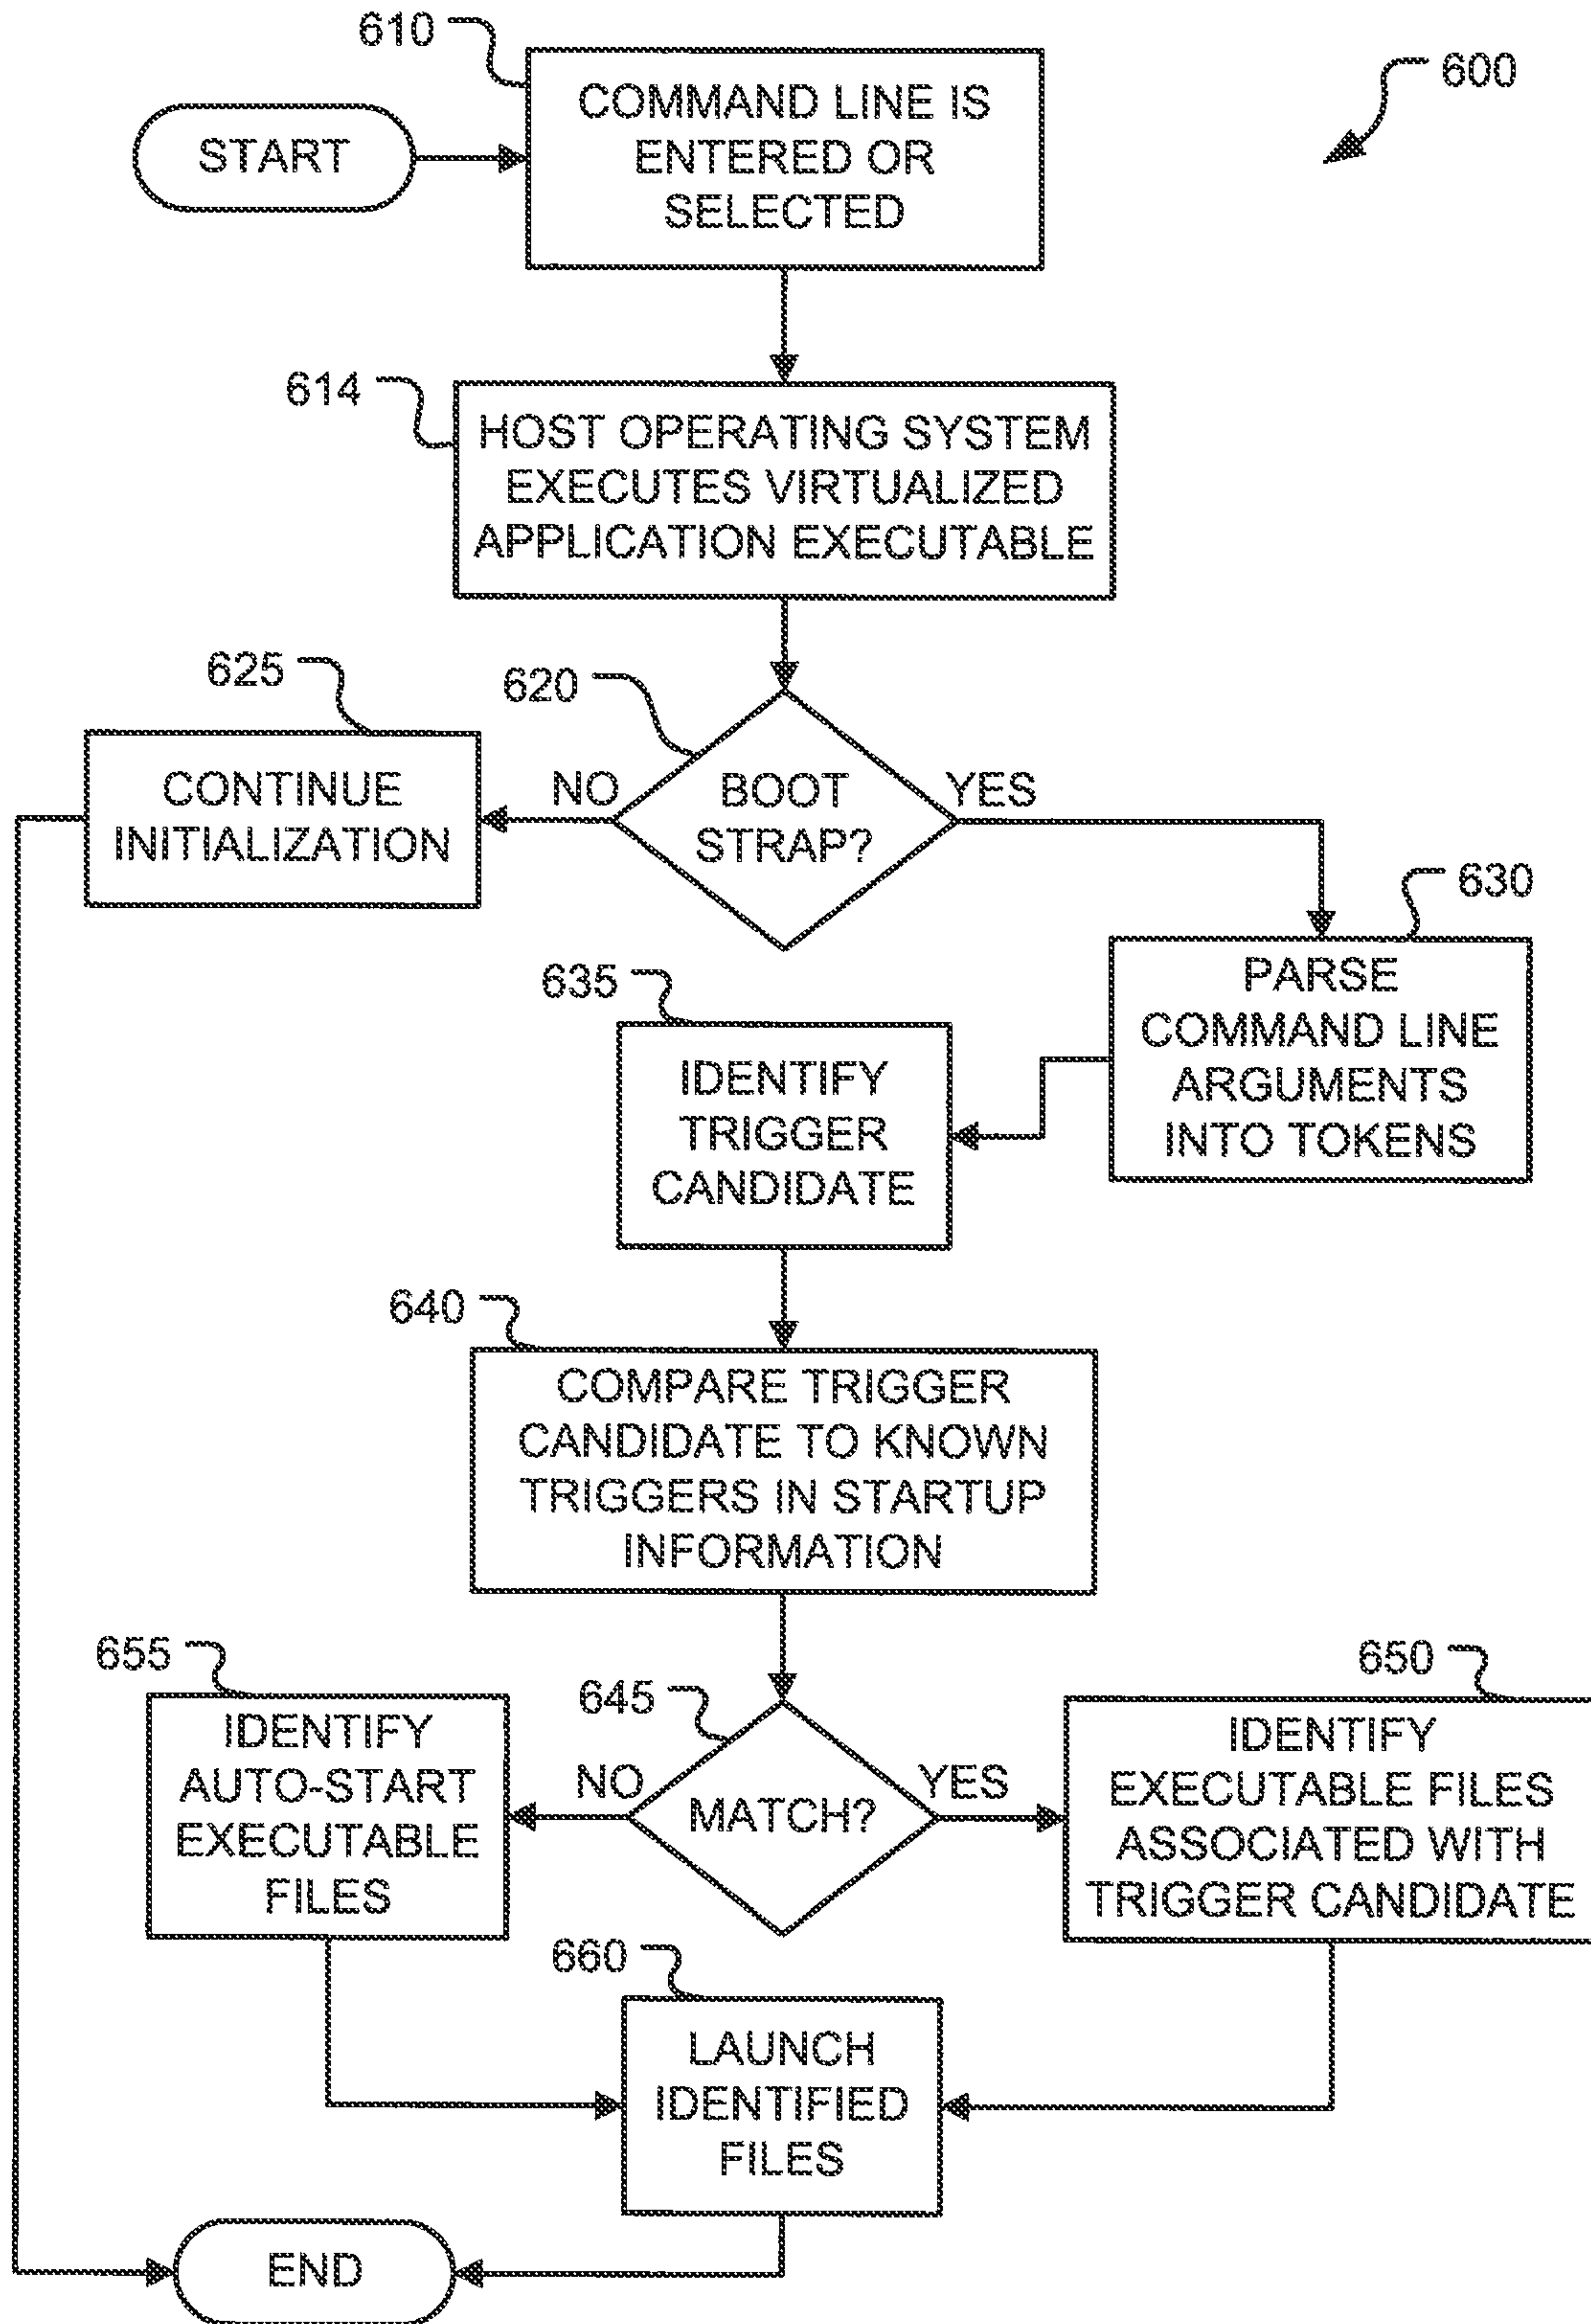 610
600
START
COMMAND LINE IS
ENTERED OR
SELECTED
614
HOST OPERATING SYSTEM
EXECUTES VIRTUALIZED
APPLICATION EXECUTABLE
625
620
CONTINUE
INITIALIZATION
NO
BOOT
STRAP?
YES
630
PARSE
COMMAND LINE
ARGUMENTS
INTO TOKENS
635
IDENTIFY
TRIGGER
CANDIDATE
640
COMPARE TRIGGER
CANDIDATE TO KNOWN
TRIGGERS IN STARTUP
INFORMATION
655
645
650
IDENTIFY
AUTO-START
EXECUTABLE
FILES
NO
MATCH?
YES
IDENTIFY
EXECUTABLE FILES
ASSOCIATED WITH
TRIGGER CANDIDATE
660
LAUNCH
IDENTIFIED
FILES
END